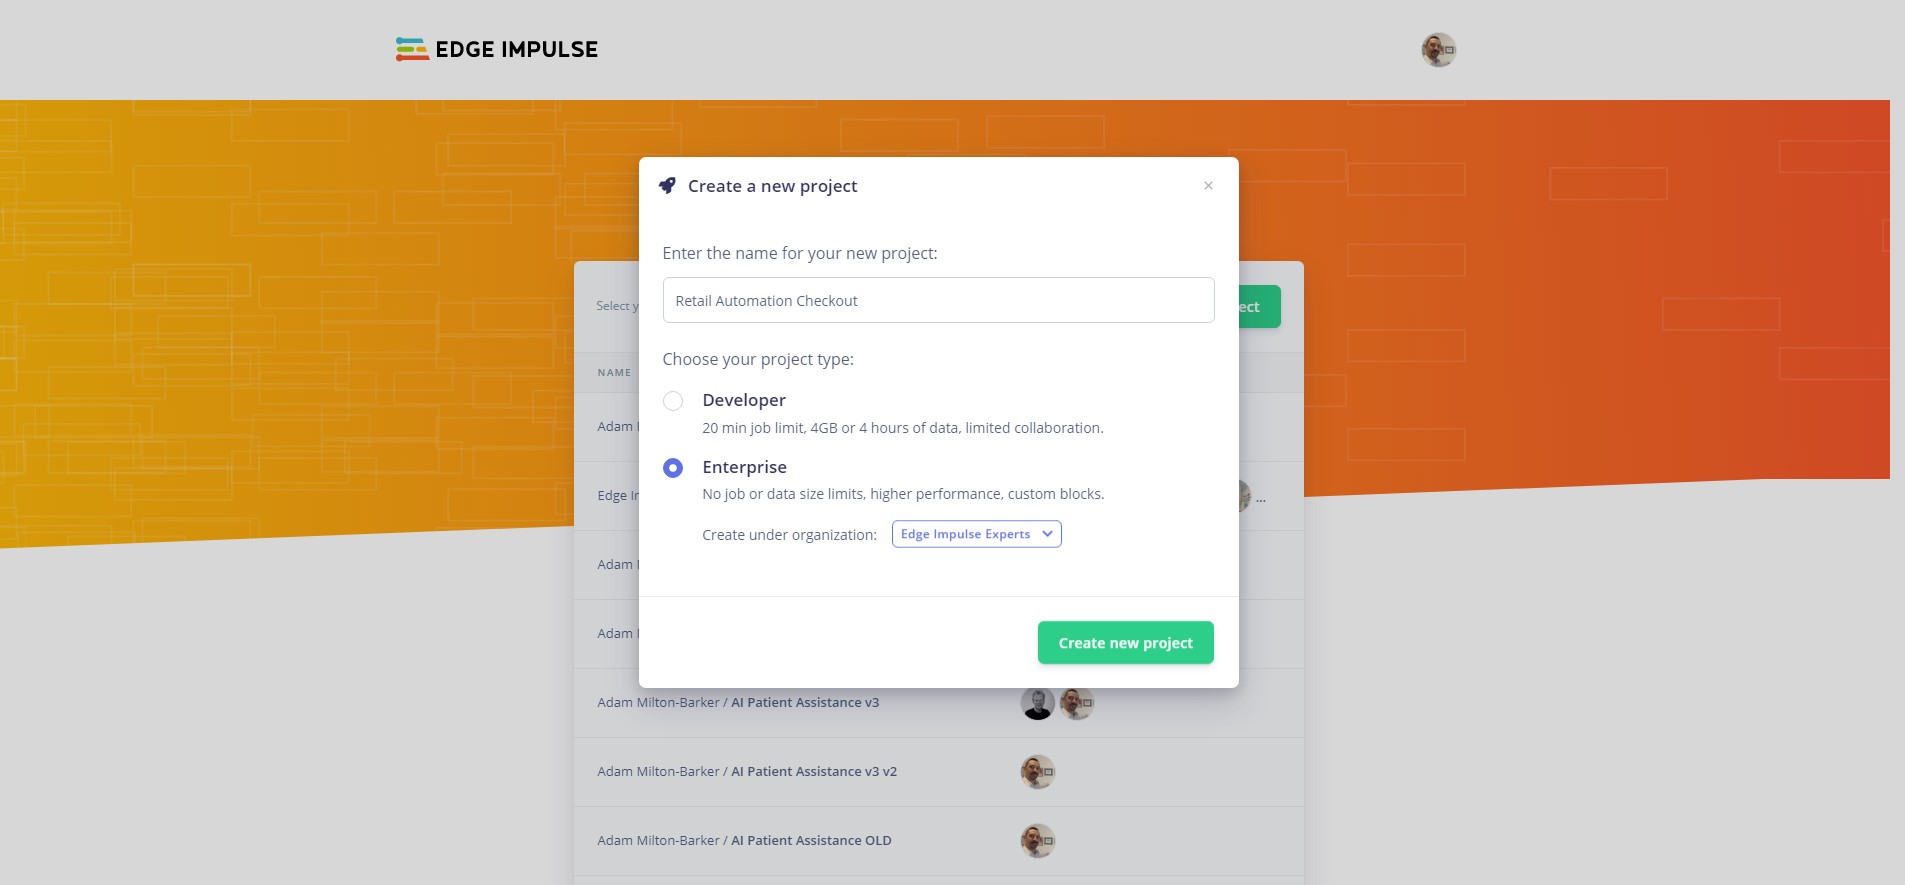 EDGE IMPULSE
Create a new project
×
Enter the name for your new project:
Retail Automation Checkout
Select
NAME
Choose your project type:
Developer
20 min job limit, 4GB or 4 hours of data, limited collaboration.
Adam
Enterprise
No job or data size limits, higher performance, custom blocks.
Edge
...
Create under organization: Edge Impulse Experts
Adam
Adam
Create new project
Adam Milton-Barker / AI Patient Assistance v3
Adam Milton-Barker / AI Patient Assistance v3 v2
Adam Milton-Barker / AI Patient Assistance OLD